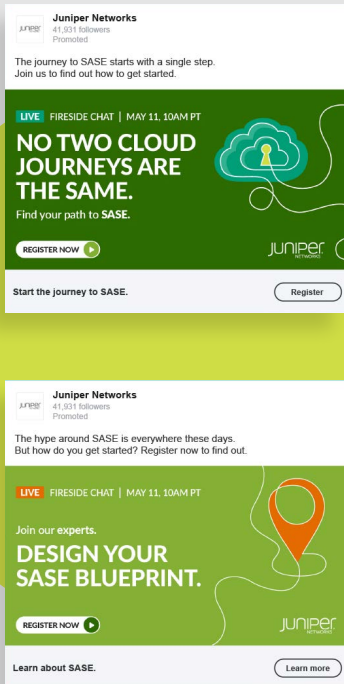 JUNIPER
Juniper Networks
41,931 followers
Promoted
The journey to SASE starts with a single step.
Join us to find out how to get started.
LIVE FIRESIDE CHAT | MAY 11, 10AM PT
NO TWO CLOUD
JOURNEYS ARE
THE SAME.
Find your path to SASE.
REGISTER NOW
JUNIPER
NETWORKS
Start the journey to SASE.
Register
JUNIPER
Juniper Networks
41,931 followers
Promoted
The hype around SASE is everywhere these days.
But how do you get started? Register now to find out.
LIVE FIRESIDE CHAT | MAY 11, 10AM PT
Join our experts.
DESIGN YOUR
SASE BLUEPRINT.
REGISTER NOW
JUNIPER
NETWORKS
Learn about SASE.
Learn more